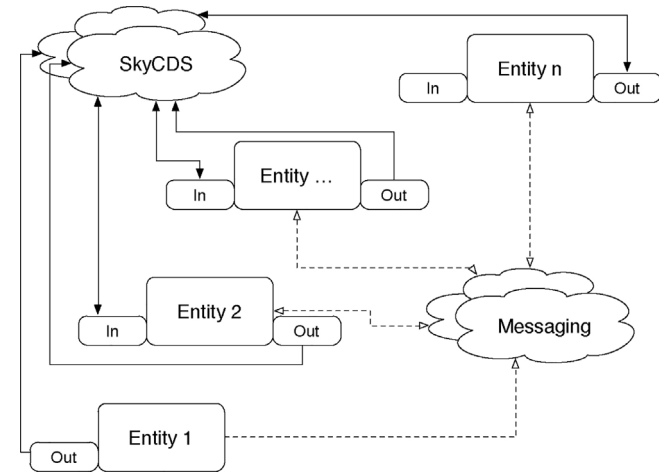 SkyCDS
Entity n
In
Out
Entity ...
In
Out
Entity 2
In
Out
Messaging
Entity 1
Out